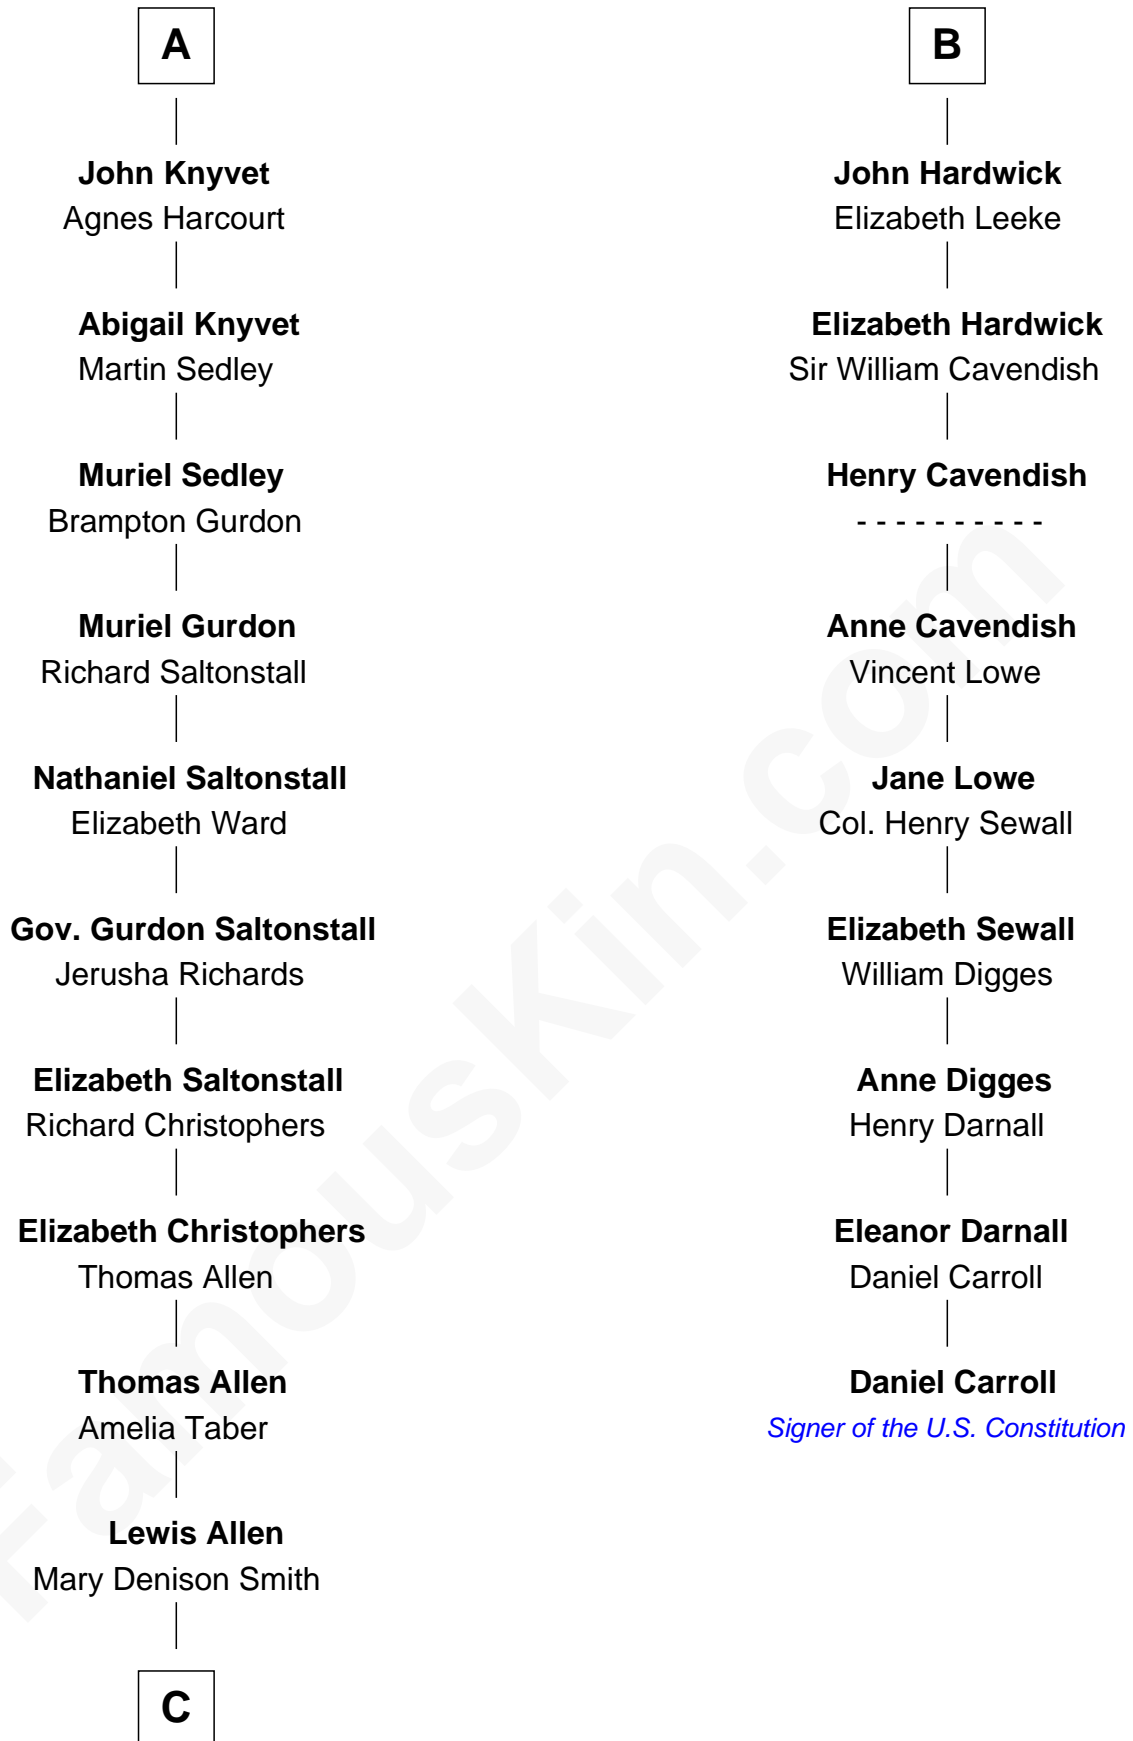 A
John Knyvet
Agnes Harcourt
Abigail Knyvet
Martin Sedley
Muriel Sedley
Brampton Gurdon
Muriel Gurdon
Richard Saltonstall
Nathaniel Saltonstall
Elizabeth Ward
Gov. Gurdon Saltonstall
Jerusha Richards
Elizabeth Saltonstall
Richard Christophers
Elizabeth Christophers
Thomas Allen
Thomas Allen
Amelia Taber
Lewis Allen
Mary Denison Smith
C
B
John Hardwick
Elizabeth Leeke
Elizabeth Hardwick
Sir William Cavendish
Henry Cavendish
- - - - - - - - - -
Anne Cavendish
Vincent Lowe
Jane Lowe
Col. Henry Sewall
Elizabeth Sewall
William Digges
Anne Digges
Henry Darnall
Eleanor Darnall
Daniel Carroll
Daniel Carroll
Signer of the U.S. Constitution
FamousKin.com